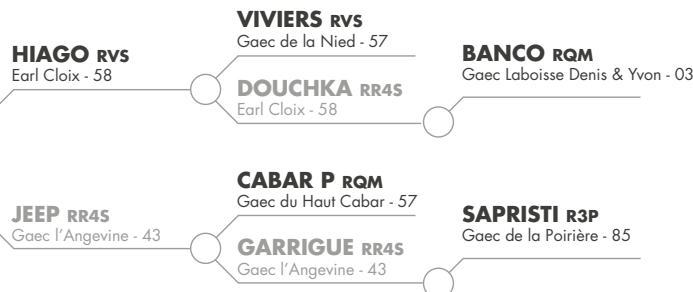 HIAGO RVS
Earl Cloix - 58
VIVIERS RVS
Gaec de la Nied - 57
DOUCHKA RR4S
Earl Cloix - 58
BANCO RQM
Gaec Laboisse Denis & Yvon - 03
JEEP RR4S
Gaec l'Angevine - 43
CABAR P RQM
Gaec du Haut Cabar - 57
GARRIGUE RR4S
Gaec l'Angevine - 43
SAPRISTI R3P
Gaec de la Poirière - 85